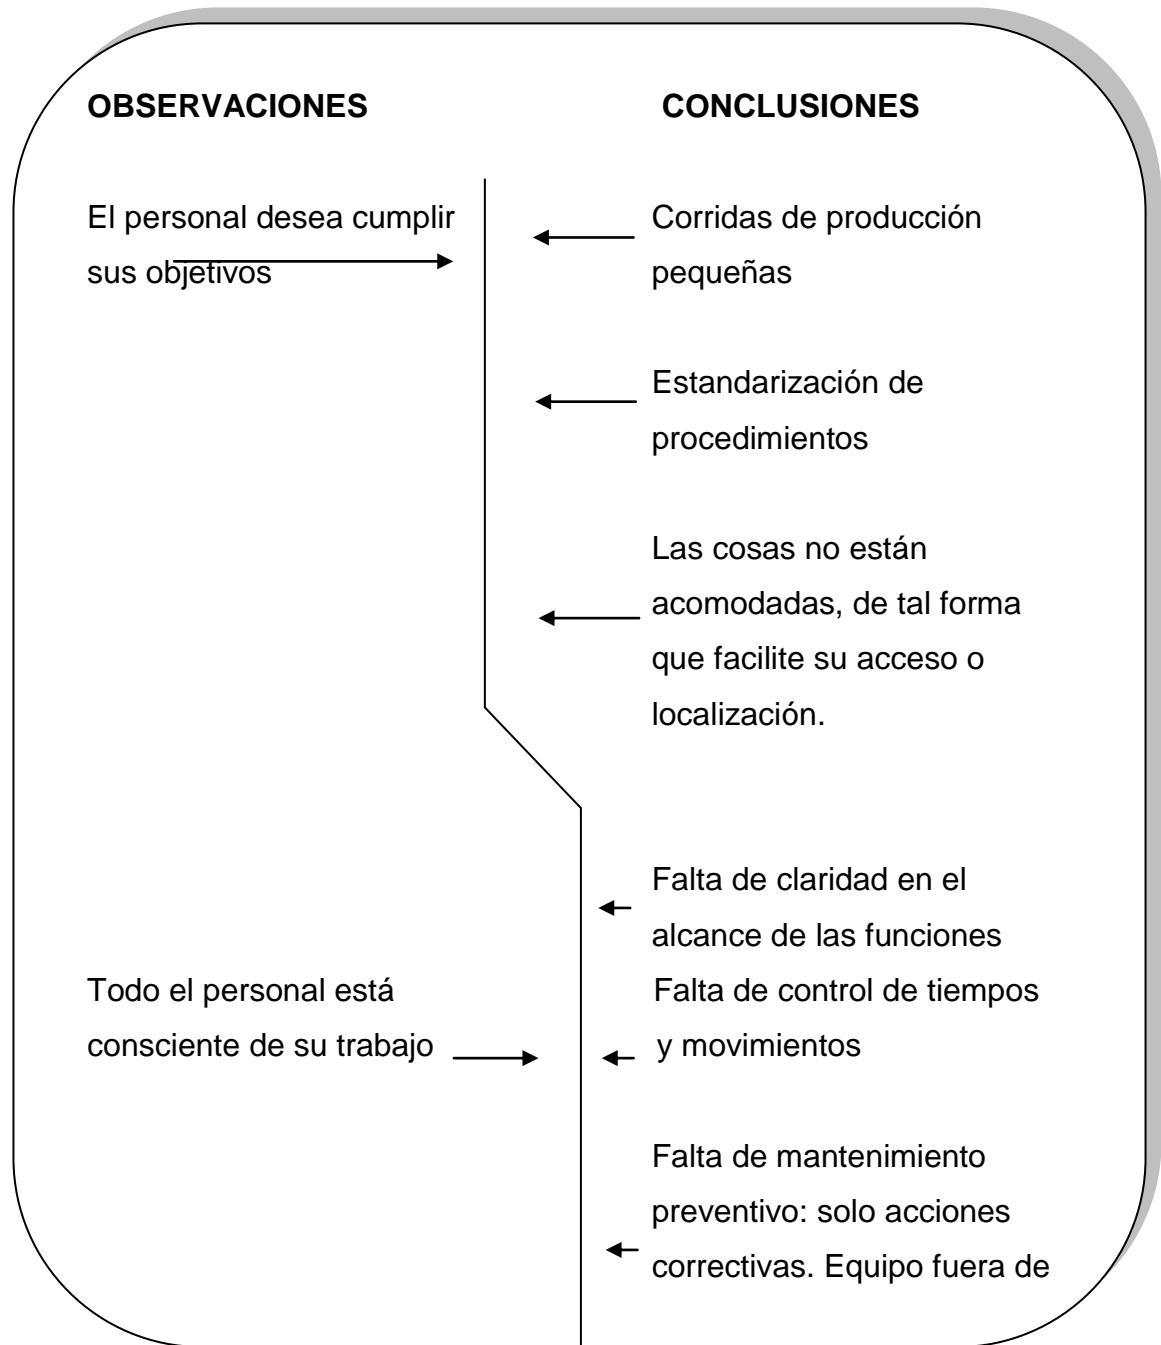 OBSERVACIONES
CONCLUSIONES
El personal desea cumplir
sus objetivos
Corridas de producción
pequeñas
Estandarización de
procedimientos
Las cosas no están
acomodadas, de tal forma
que facilite su acceso o
localización.
Falta de claridad en el
alcance de las funciones
Todo el personal está
consciente de su trabajo
Falta de control de tiempos
y movimientos
Falta de mantenimiento
preventivo: solo acciones
correctivas. Equipo fuera de